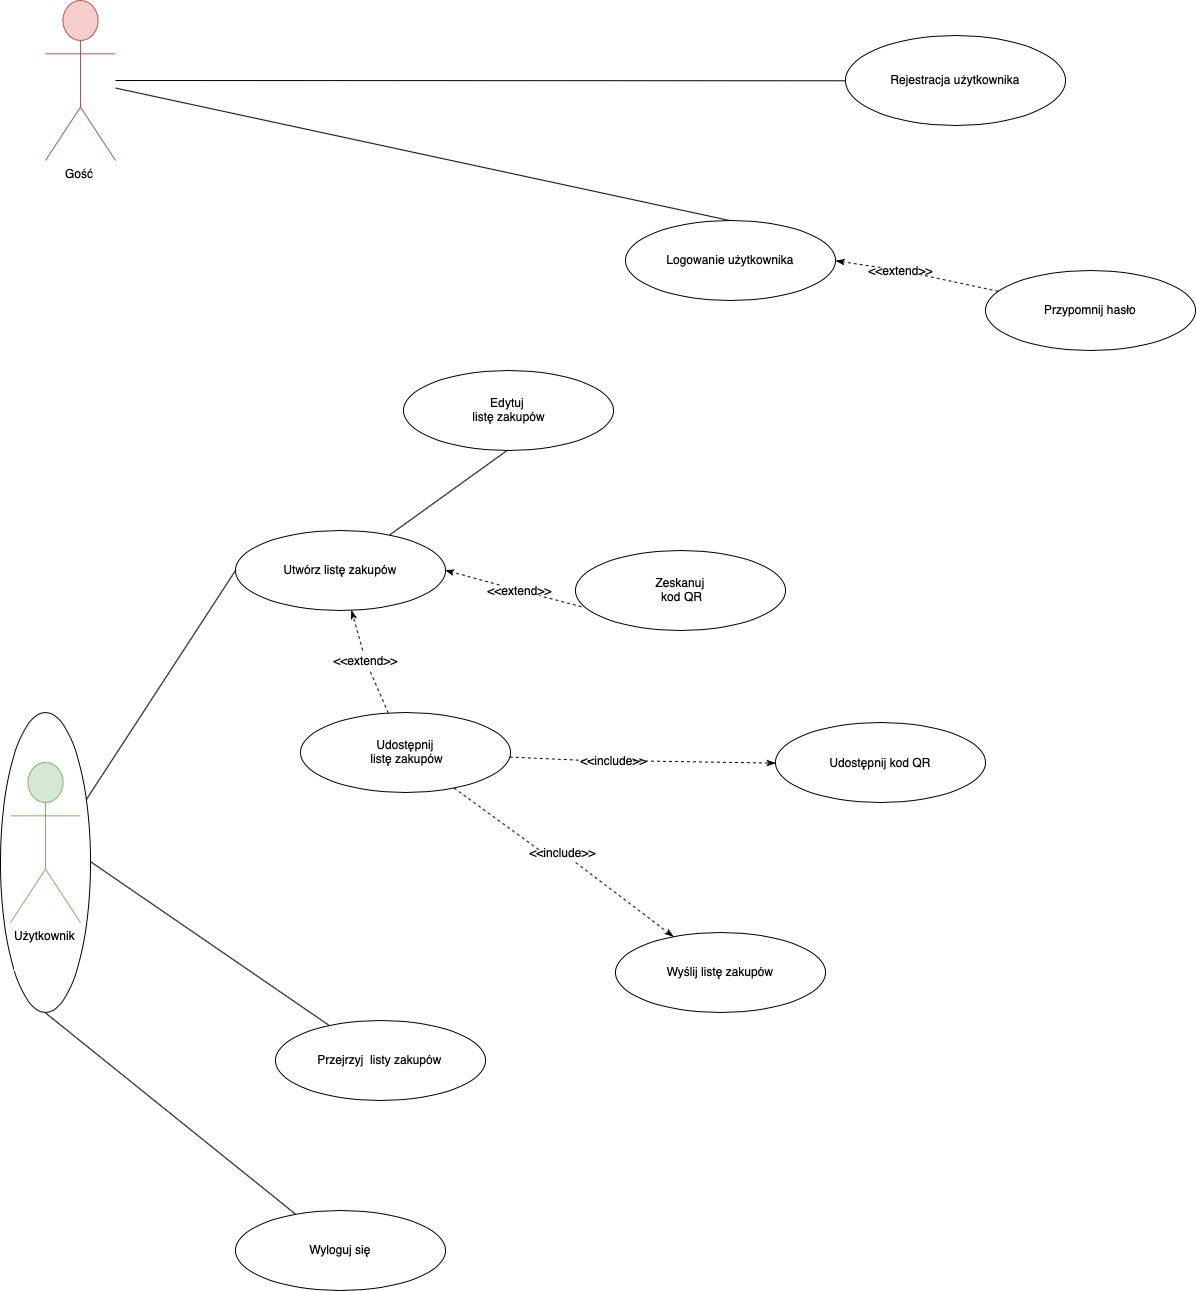 Rejestracja użytkownika
Gość
Logowanie użytkownika
<<extend>>
Przypomnij hasło
Edytuj
listę zakupów
Utwórz listę zakupów
<<extend>>
Zeskanuj
kod QR
<<extend>>
Udostępnij
listę zakupów
<<include>>
Udostępnij kod QR
<<include>>
Użytkownik
Wyślij listę zakupów
Przejrzyj  listy zakupów
Wyloguj się